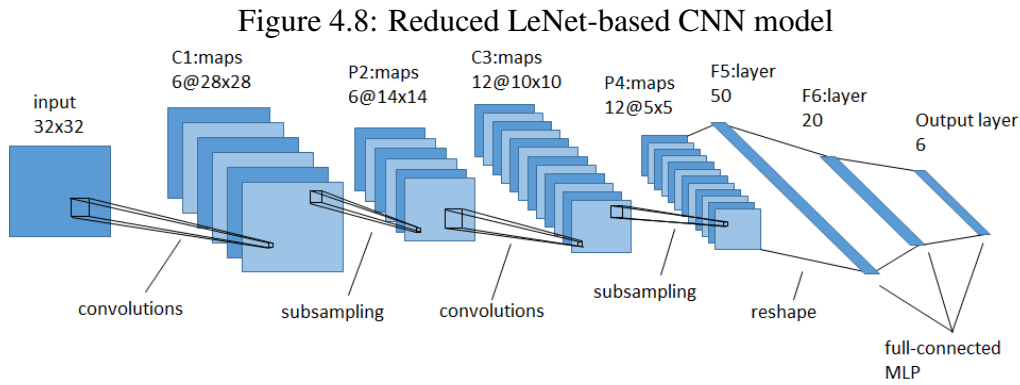 Figure 4.8: Reduced LeNet-based CNN model
input
32x32
C1:maps
6@28x28
P2:maps
6@14x14
C3:maps
12@10x10
P4:maps
12@5x5
F5:layer
50
F6:layer
20
Output layer
6
convolutions
subsampling
convolutions
subsampling
reshape
full-connected
MLP